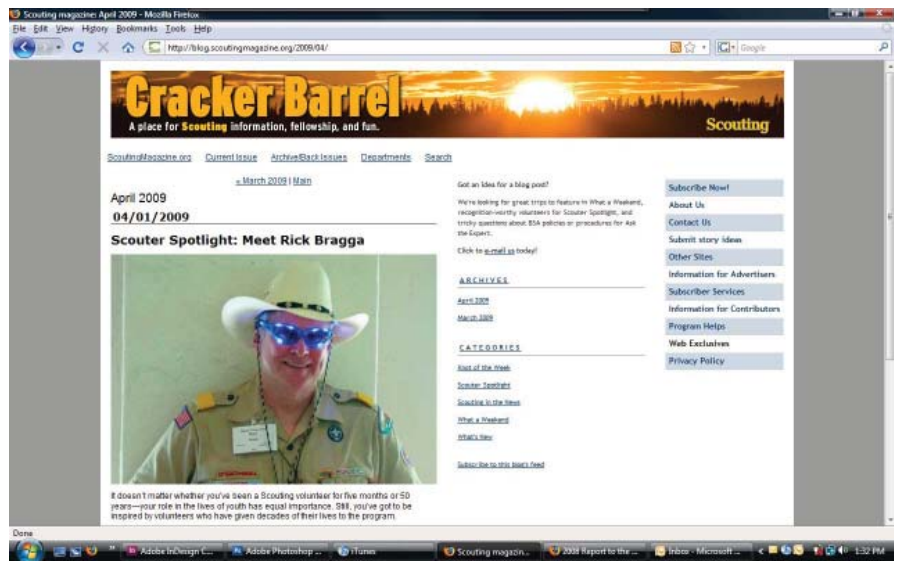 Scouting magazine: April 2009 - Mozilla Firefox
File Edit View History Bookmarks Tools Help
http://blog.scoutingmagazine.org/2009/04/
Google
Cracker Barrel
A place for Scouting information, fellowship, and fun.
Scouting
ScoutingMagazine.org Current Issue Archive/Back Issues Departments Search
« March 2009 | Main
April 2009
04/01/2009
Scouter Spotlight: Meet Rick Bragga
It doesn't matter whether you've been a Scouting volunteer for five months or 50
years—your role in the lives of youth has equal importance. Still, you've got to be
inspired by volunteers who have given decades of their lives to the program.
Got an idea for a blog post?
We're looking for great trips to feature in What a Weekend,
recognition-worthy volunteers for Scouter Spotlight, and
tricky questions about BSA policies or procedures for Ask
the Expert.
Click to e-mail us today!
ARCHIVES
April 2009
March 2009
CATEGORIES
Knot of the Week
Scouter Spotlight
Scouting in the News
What a Weekend
What's New
Subscribe to this blog's feed
Subscribe Now!
About Us
Contact Us
Submit story ideas
Other Sites
Information for Advertisers
Subscriber Services
Information for Contributors
Program Helps
Web Exclusives
Privacy Policy
Done
Adobe InDesign C... Adobe Photoshop ... iTunes Scouting magazin... 2008 Report to the ... Inbox - Microsoft ... 1:32 PM